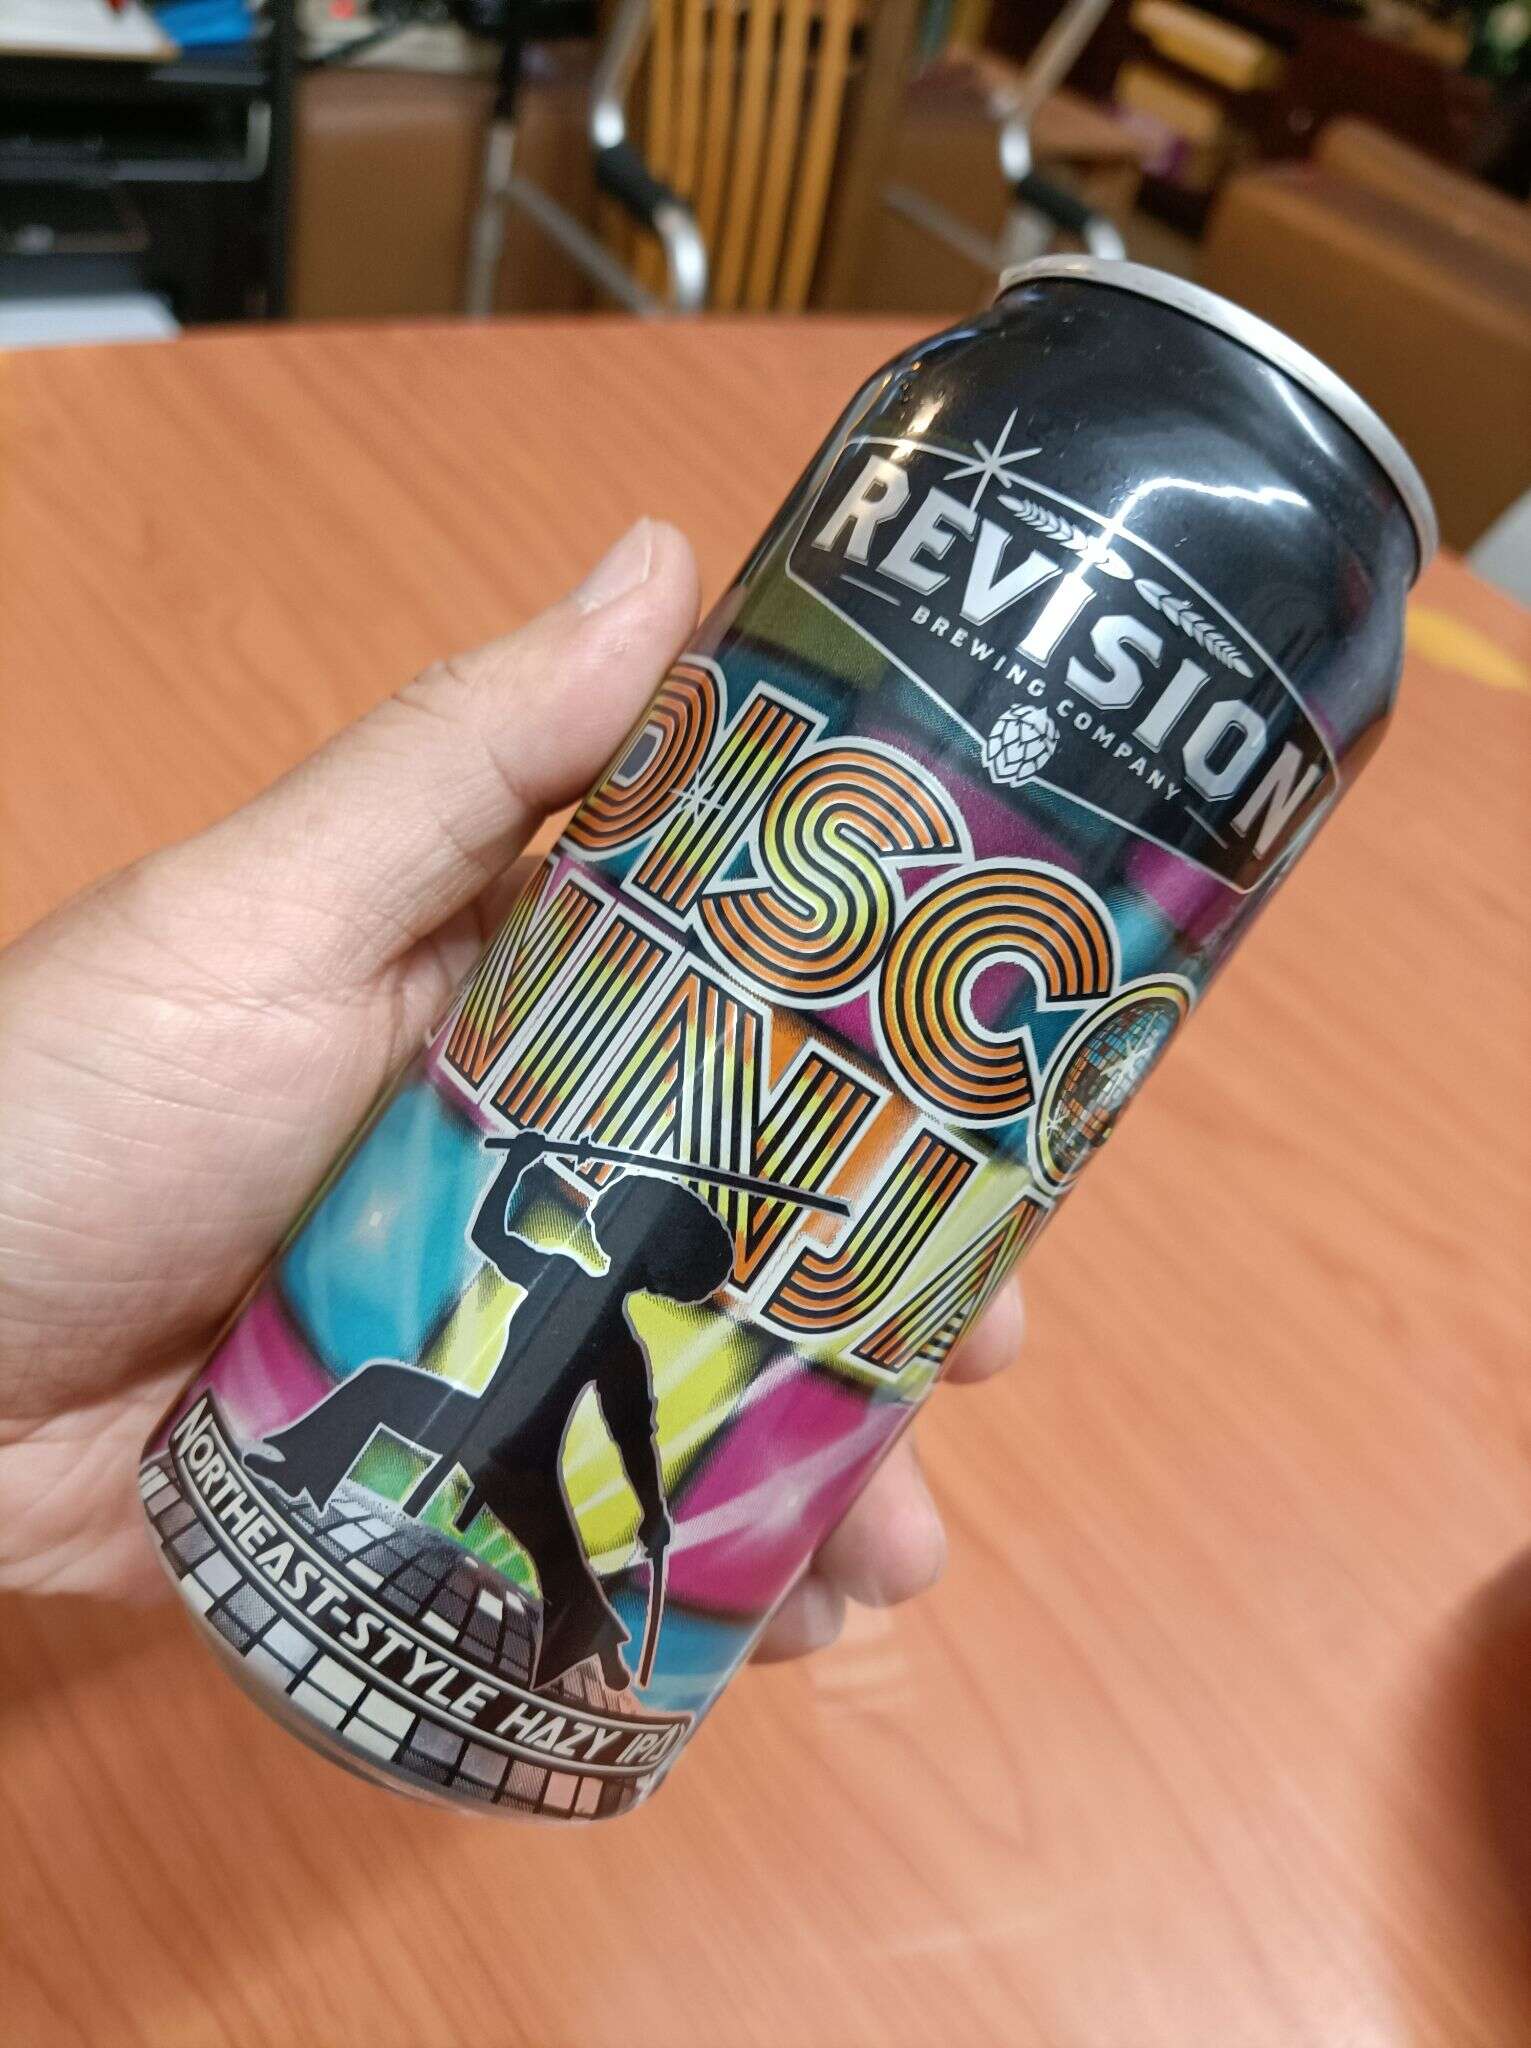 REVISION
BREWING COMPANY
DISCO
NINJA
NORTHEAST-STYLE HAZY IPA